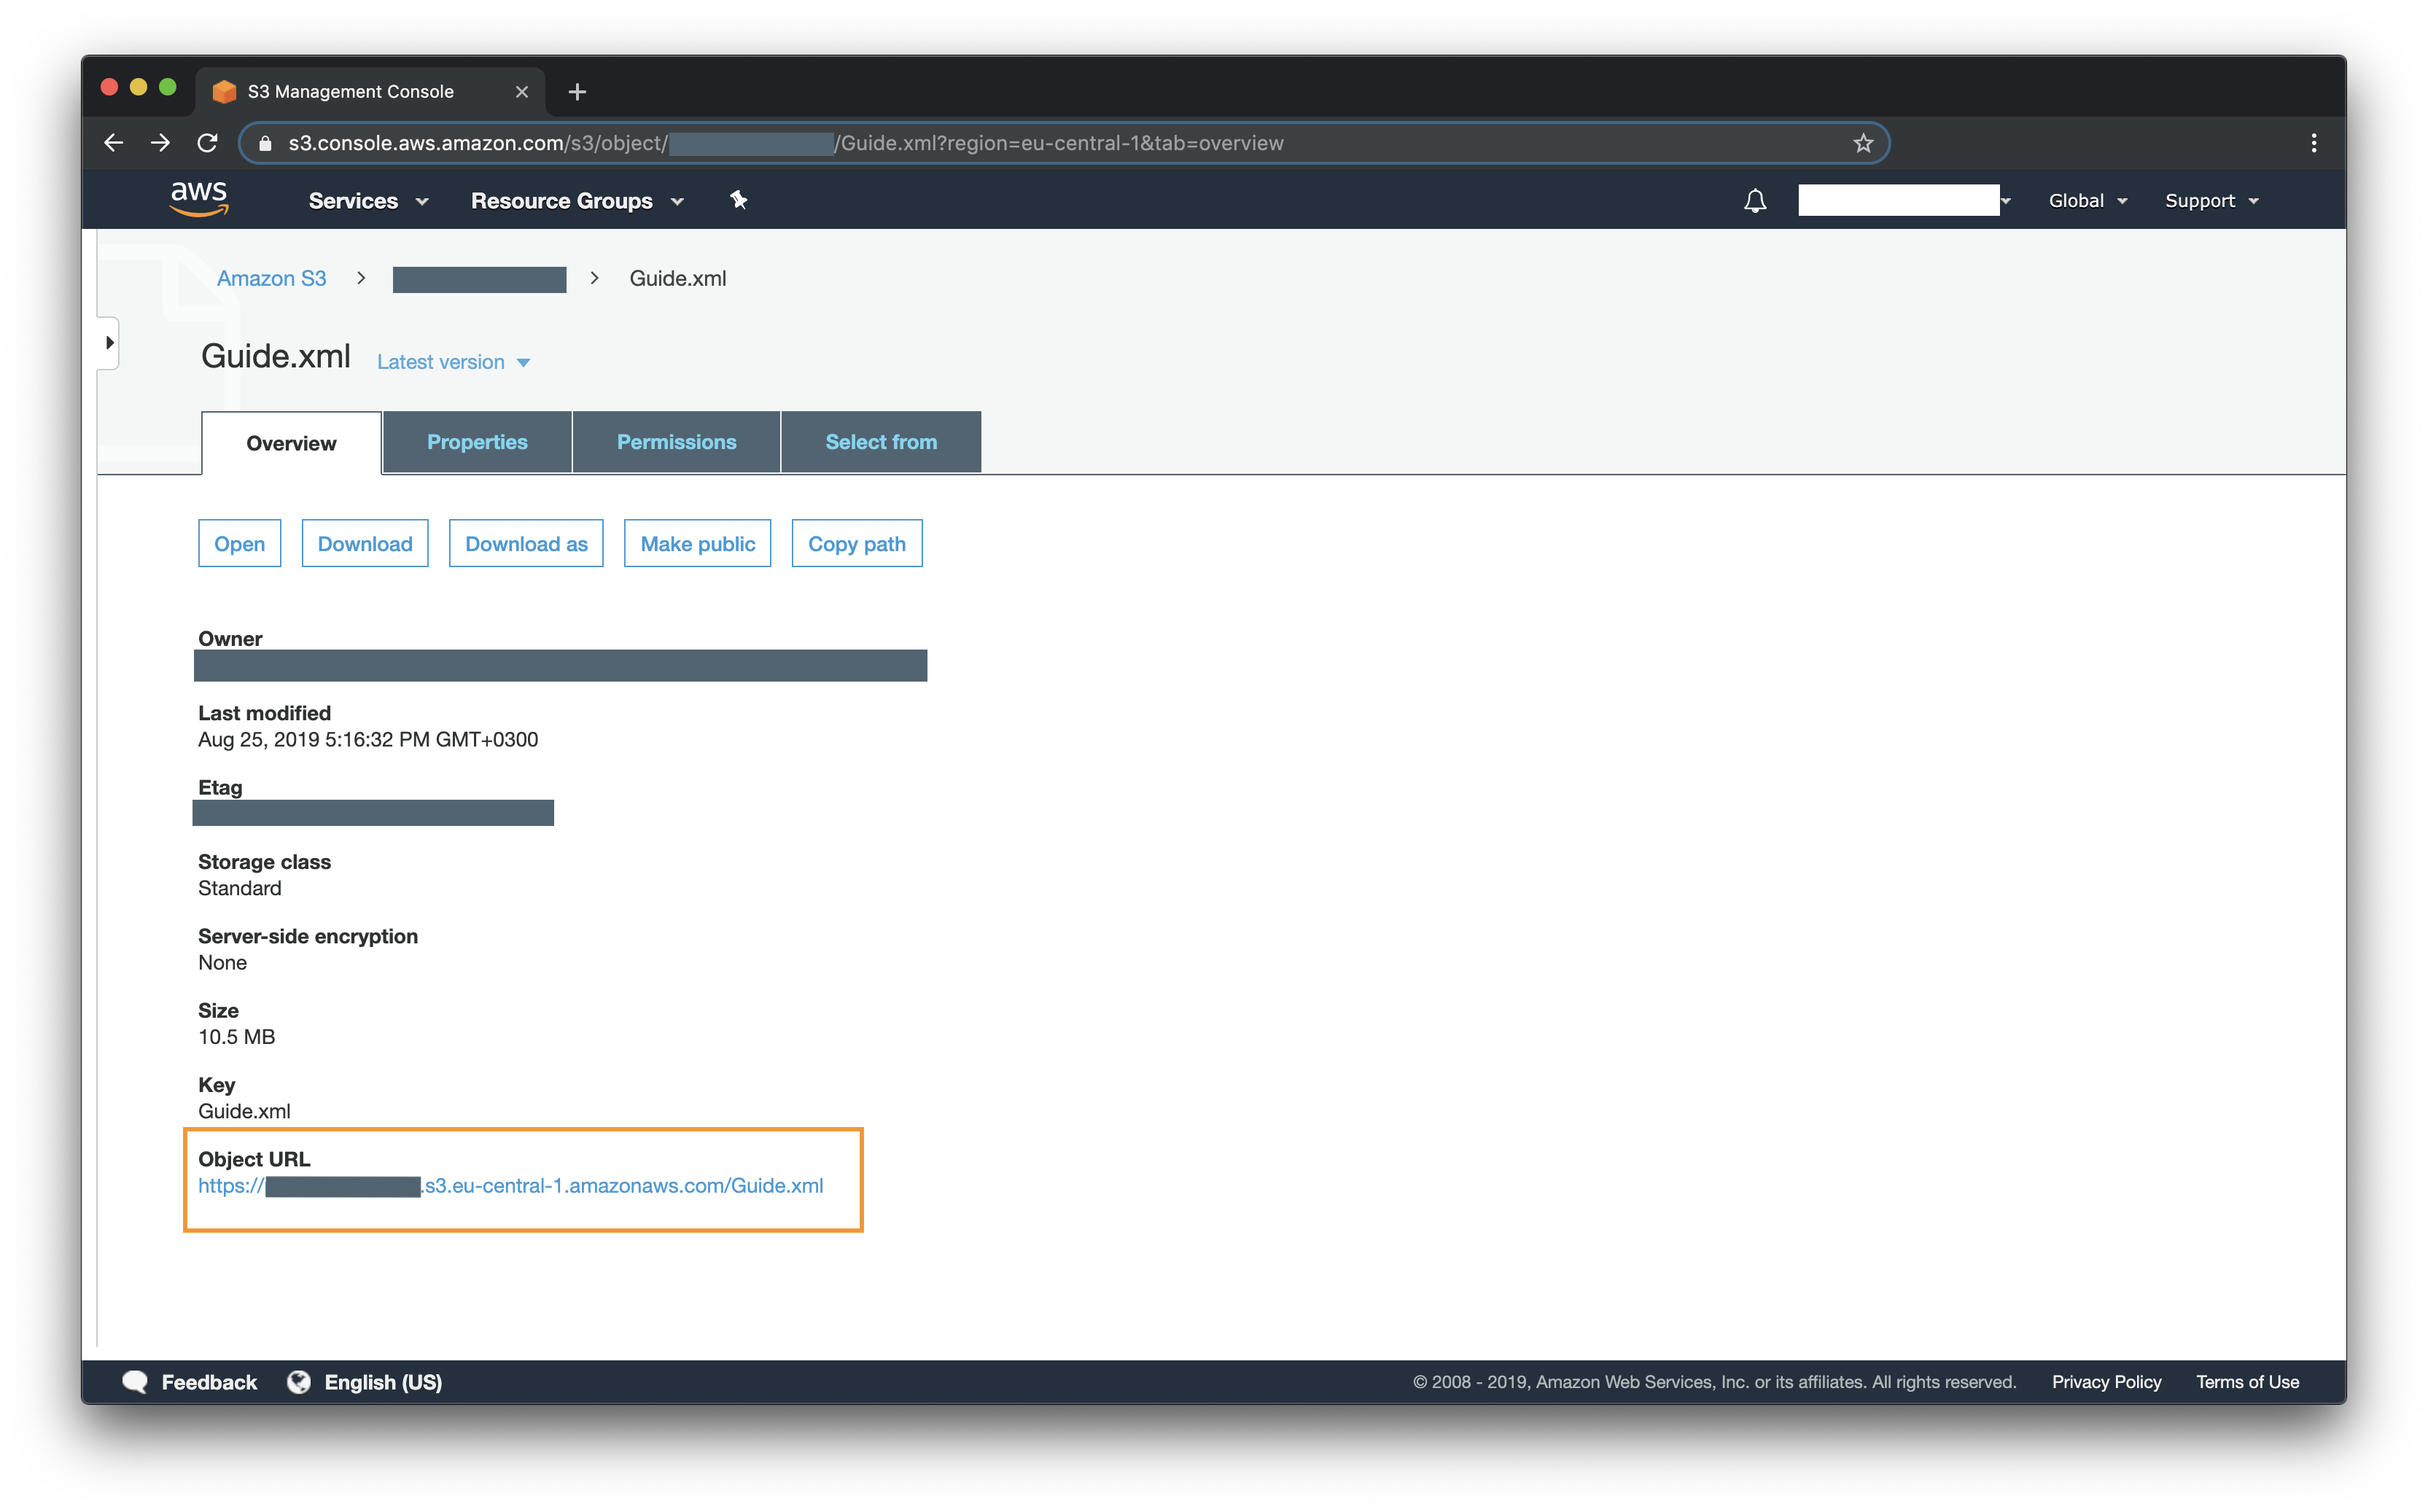 S3 Management Console
s3.console.aws.amazon.com/s3/object/ /Guide.xml?region=eu-central-1&tab=overview
aws Services Resource Groups Global Support
Amazon S3 > > Guide.xml
Guide.xml Latest version
Overview Properties Permissions Select from
Open Download Download as Make public Copy path
Owner
Last modified
Aug 25, 2019 5:16:32 PM GMT+0300
Etag
Storage class
Standard
Server-side encryption
None
Size
10.5 MB
Key
Guide.xml
Object URL
https:// .s3.eu-central-1.amazonaws.com/Guide.xml
Feedback English (US) © 2008 - 2019, Amazon Web Services, Inc. or its affiliates. All rights reserved. Privacy Policy Terms of Use